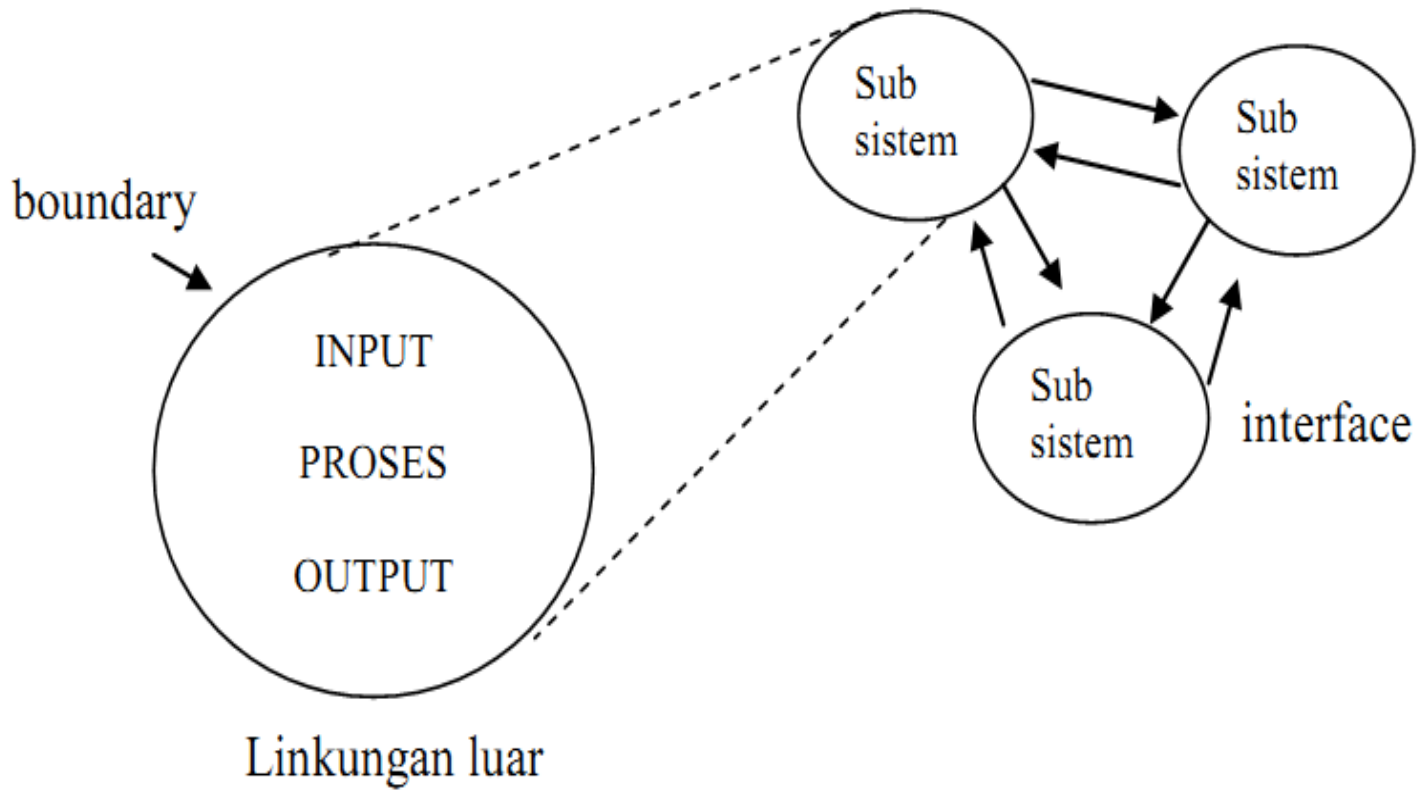 boundary
INPUT
PROSES
OUTPUT
Linkungan luar
Sub
sistem
Sub
sistem
Sub
sistem
interface